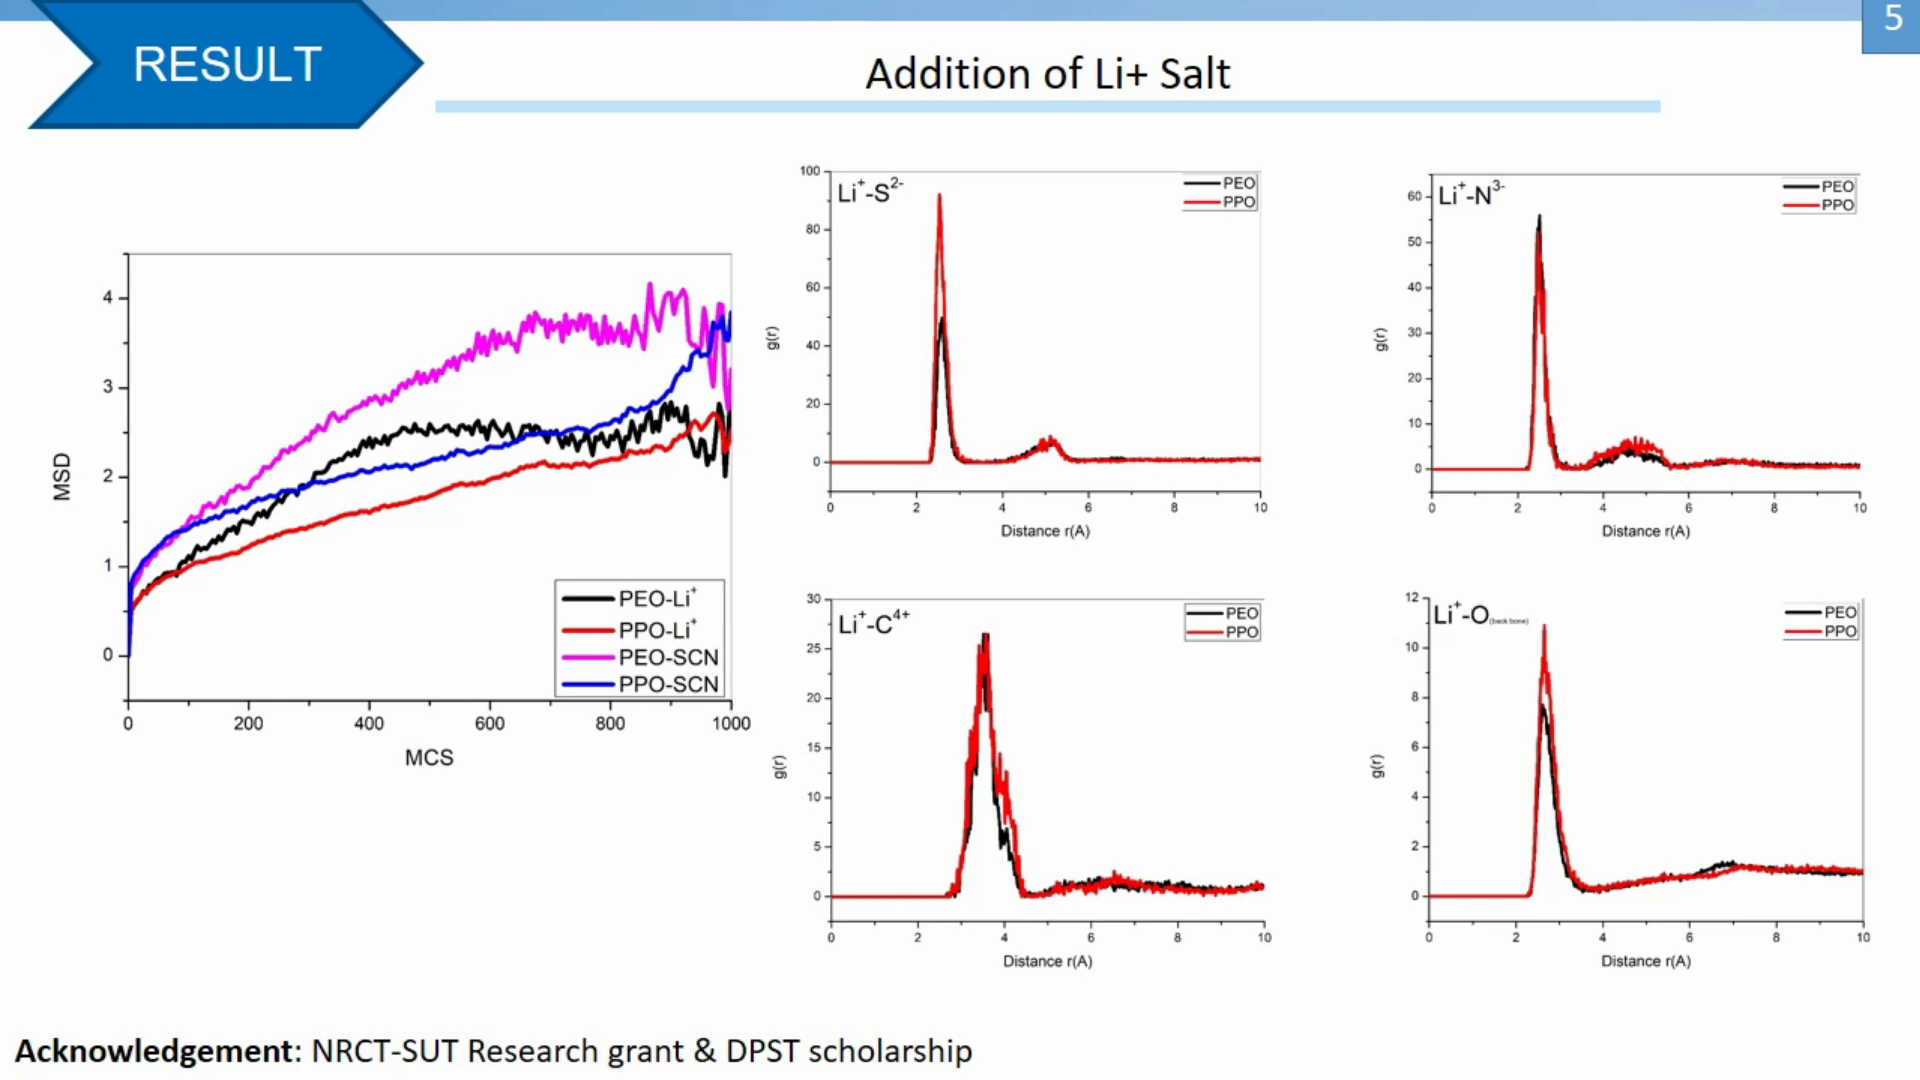 5
RESULT
Addition of Li+ Salt
MSD
4
3
2
1
0
0 200 400 600 800 1000
MCS
PEO-Li⁺
PPO-Li⁺
PEO-SCN
PPO-SCN
Li⁺-S²⁻
PEO
PPO
g(r)
100
80
60
40
20
0
0 2 4 6 8 10
Distance r(A)
Li⁺-N³⁻
PEO
PPO
g(r)
60
50
40
30
20
10
0
0 2 4 6 8 10
Distance r(A)
Li⁺-C⁴⁺
PEO
PPO
g(r)
30
25
20
15
10
5
0
0 2 4 6 8 10
Distance r(A)
Li⁺-O(back bone)
PEO
PPO
g(r)
12
10
8
6
4
2
0
0 2 4 6 8 10
Distance r(A)
Acknowledgement: NRCT-SUT Research grant & DPST scholarship